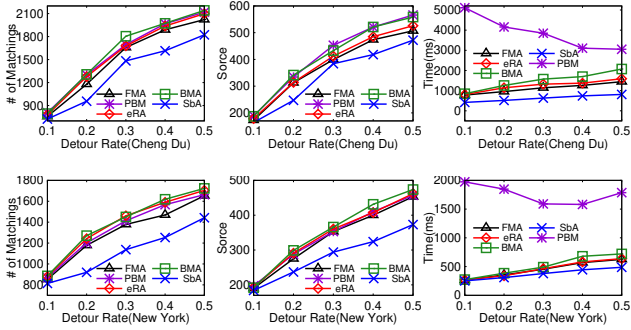 2100
1800
1500
1200
900
# of Matchings
FMA
PBM
eRA
BMA
SbA
0.1 0.2 0.3 0.4 0.5
Detour Rate(Cheng Du)
600
400
200
Sorce
FMA
PBM
eRA
BMA
SbA
0.1 0.2 0.3 0.4 0.5
Detour Rate(Cheng Du)
5000
4000
3000
2000
1000
0
Time(ms)
FMA
eRA
BMA
SbA
PBM
0.1 0.2 0.3 0.4 0.5
Detour Rate(Cheng Du)
1800
1600
1400
1200
1000
800
# of Matchings
FMA
PBM
eRA
BMA
SbA
0.1 0.2 0.3 0.4 0.5
Detour Rate(New York)
500
400
300
200
Sorce
FMA
PBM
eRA
BMA
SbA
0.1 0.2 0.3 0.4 0.5
Detour Rate(New York)
2000
1500
1000
500
0
Time(ms)
FMA
eRA
BMA
SbA
PBM
0.1 0.2 0.3 0.4 0.5
Detour Rate(New York)